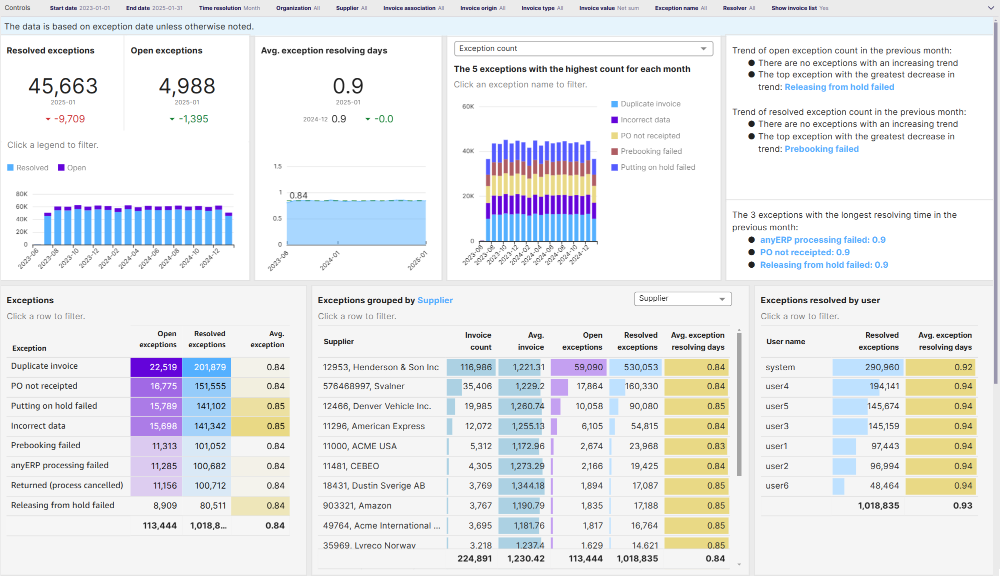 Controls Start date 2023-01-01 End date 2025-01-31 Time resolution Month Organization All Supplier All Invoice association All Invoice origin All Invoice type All Invoice value Net sum Exception name All Resolver All Show invoice list Yes
The data is based on exception date unless otherwise noted.
Resolved exceptions
45,663
2025-01
-9,709
Open exceptions
4,988
2025-01
-1,395
Click a legend to filter.
Resolved Open
80K
60K
40K
20K
0
2023-06 2023-08 2023-10 2023-12 2024-02 2024-04 2024-06 2024-08 2024-10 2024-12
Avg. exception resolving days
0.9
2025-01
2024-12 0.9 -0.0
1.5
1
0.84
0.5
0
2023-06 2024-01 2025-01
Exception count
The 5 exceptions with the highest count for each month
Click an exception name to filter.
60K
40K
20K
0
2023-06 2023-08 2023-10 2023-12 2024-02 2024-04 2024-06 2024-08 2024-10 2024-12
Duplicate invoice
Incorrect data
PO not receipted
Prebooking failed
Putting on hold failed
Trend of open exception count in the previous month:
● There are no exceptions with an increasing trend
● The top exception with the greatest decrease in
trend: Releasing from hold failed
Trend of resolved exception count in the previous month:
● There are no exceptions with an increasing trend
● The top exception with the greatest decrease in
trend: Prebooking failed
The 3 exceptions with the longest resolving time in the
previous month:
● anyERP processing failed: 0.9
● PO not receipted: 0.9
● Releasing from hold failed: 0.9
Exceptions
Click a row to filter.
Open Resolved Avg.
Exception exceptions exceptions exception
Duplicate invoice 22,519 201,879 0.84
PO not receipted 16,775 151,555 0.84
Putting on hold failed 15,789 141,102 0.85
Incorrect data 15,698 141,342 0.85
Prebooking failed 11,313 101,052 0.84
anyERP processing failed 11,285 100,682 0.84
Returned (process cancelled) 11,156 100,712 0.84
Releasing from hold failed 8,909 80,511 0.84
113,444 1,018,8... 0.84
Exceptions grouped by Supplier
Supplier
Click a row to filter.
Invoice Avg. Open Resolved Avg. exception
Supplier count invoice exceptions exceptions resolving days
12953, Henderson & Son Inc 116,986 1,221.31 59,090 530,053 0.84
576468997, Svalner 35,406 1,229.2 17,864 160,330 0.84
12466, Denver Vehicle Inc. 19,985 1,260.74 10,058 90,080 0.85
11296, American Express 12,072 1,255.13 6,105 54,815 0.84
11000, ACME USA 5,312 1,172.96 2,674 23,968 0.83
11481, CEBEO 4,305 1,273.29 2,166 19,425 0.84
18431, Dustin Sverige AB 3,769 1,344.18 1,894 17,087 0.85
903321, Amazon 3,767 1,190.79 1,835 17,188 0.85
49764, Acme International ... 3,695 1,181.76 1,817 16,764 0.85
35969, Lyreco Norway 3,218 1,237.4 1,629 14,621 0.85
224,891 1,230.42 113,444 1,018,835 0.84
Exceptions resolved by user
Click a row to filter.
Resolved Avg. exception
User name exceptions resolving days
system 290,960 0.92
user4 194,141 0.94
user5 145,674 0.94
user3 145,159 0.94
user1 97,443 0.94
user2 96,994 0.94
user6 48,464 0.94
1,018,835 0.93